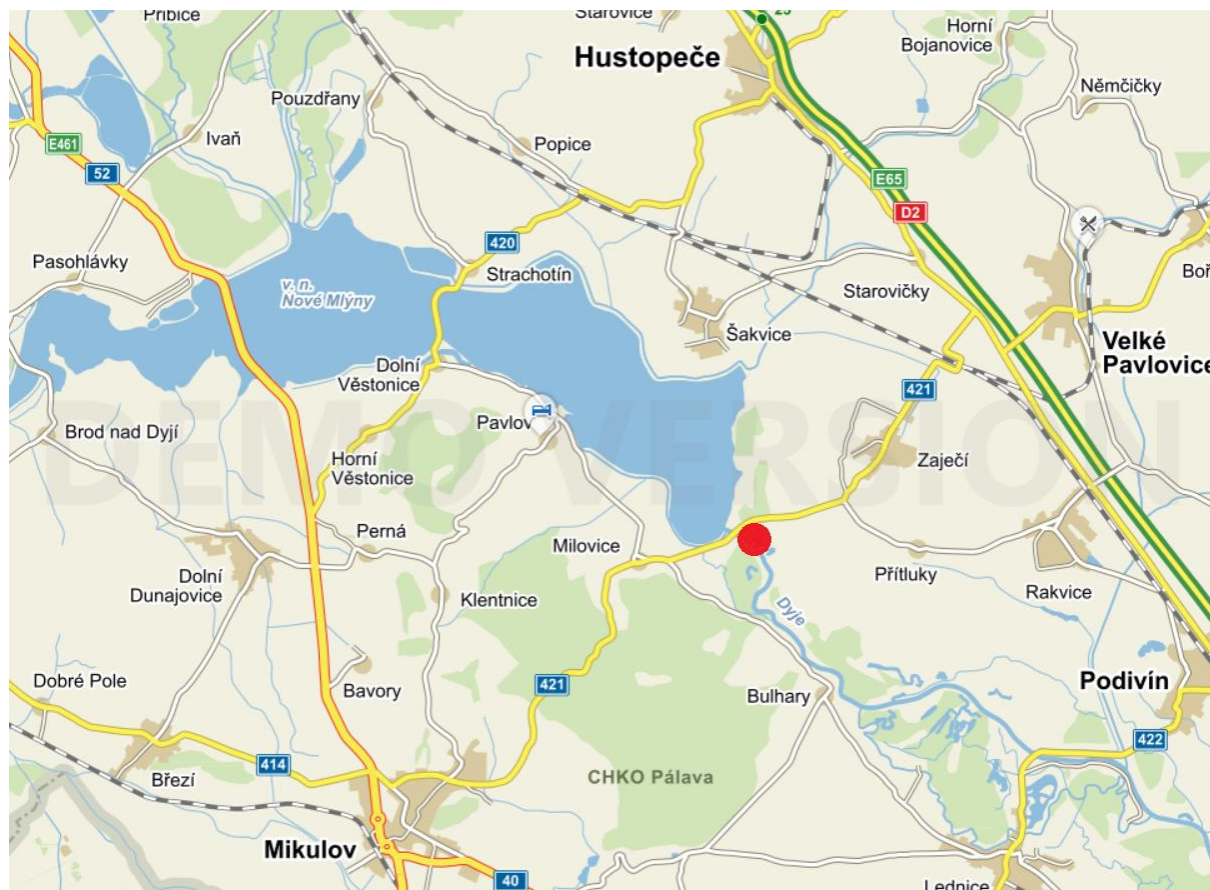 Přibice
Starovice
25
Hustopeče
Horní
Bojanovice
Němčičky
Pouzdřany
Ivaň
Popice
E461
52
E65
D2
420
Pasohlávky
v. n.
Nové Mlýny
Strachotín
Starovičky
Boř
Šakvice
Velké
Pavlovice
Dolní
Věstonice
421
Pavlov
Brod nad Dyjí
DEMO VERSION
Horní
Věstonice
Zaječí
Perná
Milovice
Dolní
Dunajovice
Klentnice
Přítluky
Rakvice
Dyje
Dobré Pole
Bavory
421
Bulhary
Podivín
422
414
Březí
CHKO Pálava
Mikulov
40
Lednice